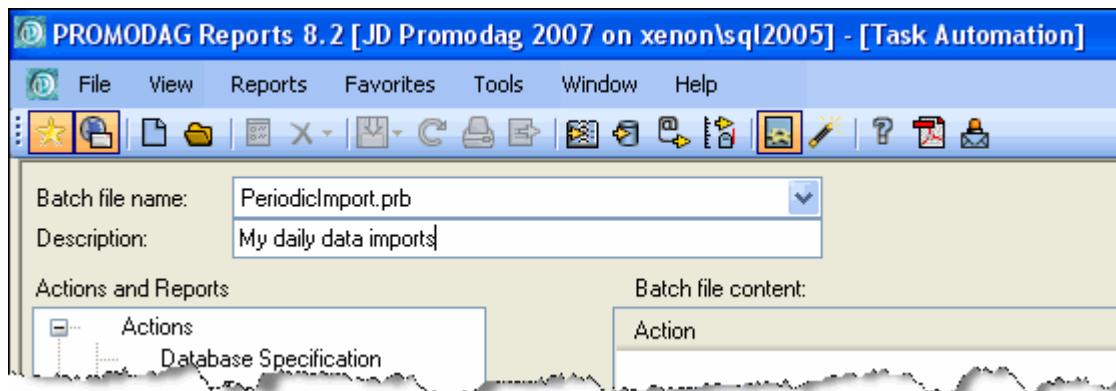 PROMODAG Reports 8.2 [JD Promodag 2007 on xenon\sql2005] - [Task Automation]
File View Reports Favorites Tools Window Help
Batch file name: PeriodicImport.prb
Description: My daily data imports
Actions and Reports Batch file content:
Actions Action
Database Specification